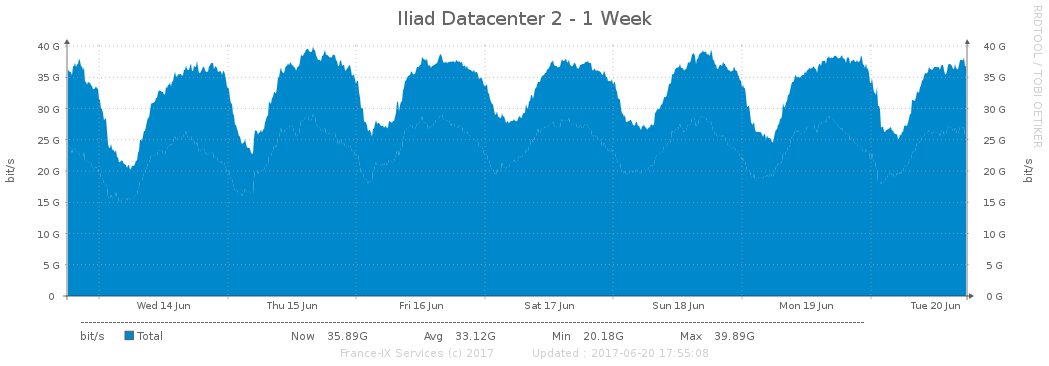 Iliad Datacenter 2 - 1 Week
RRDTOOL / TOBI OETIKER
40 G 40 G
35 G 35 G
30 G 30 G
25 G 25 G
20 G 20 G
15 G 15 G
10 G 10 G
5 G 5 G
0 0 G
bit/s bit/s
Wed 14 Jun Thu 15 Jun Fri 16 Jun Sat 17 Jun Sun 18 Jun Mon 19 Jun Tue 20 Jun
bit/s Total Now 35.89G Avg 33.12G Min 20.18G Max 39.89G
France-IX Services (c) 2017 Updated : 2017-06-20 17:55:08